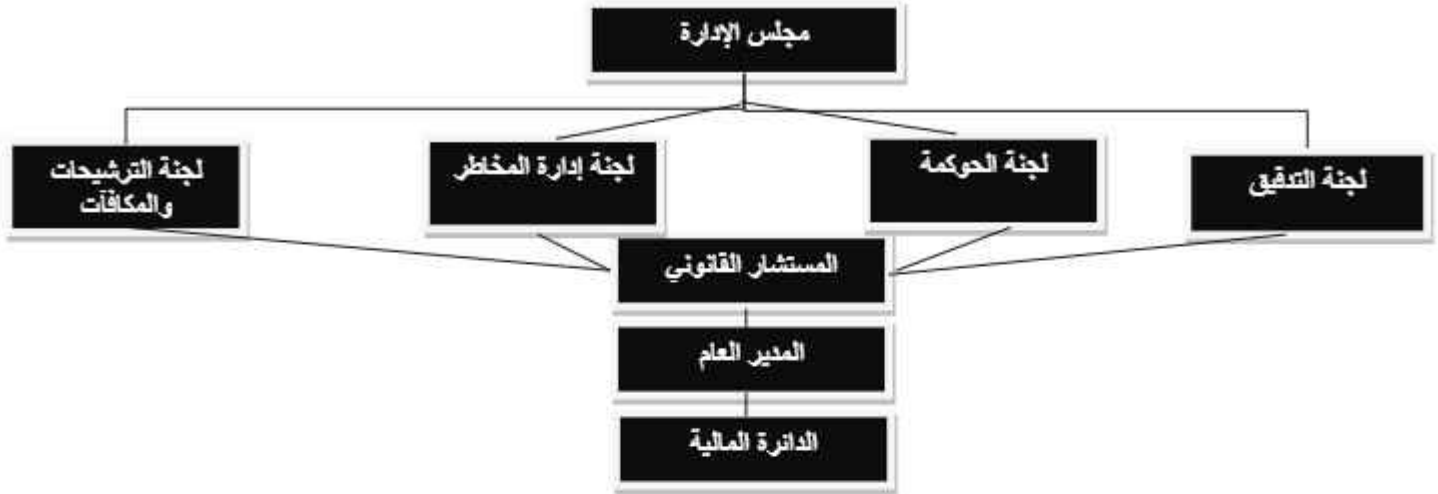 مجلس الإدارة
لجنة التدقيق
لجنة الحوكمة
لجنة إدارة المخاطر
لجنة الترشيحات
والمكافآت
المستشار القانوني
المدير العام
الدائرة المالية